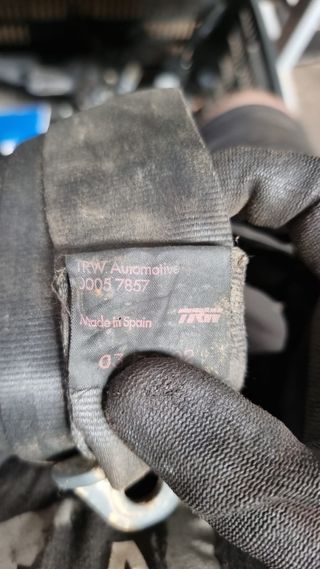 TRW. Automotive
0005 7857
Made in Spain
TRW